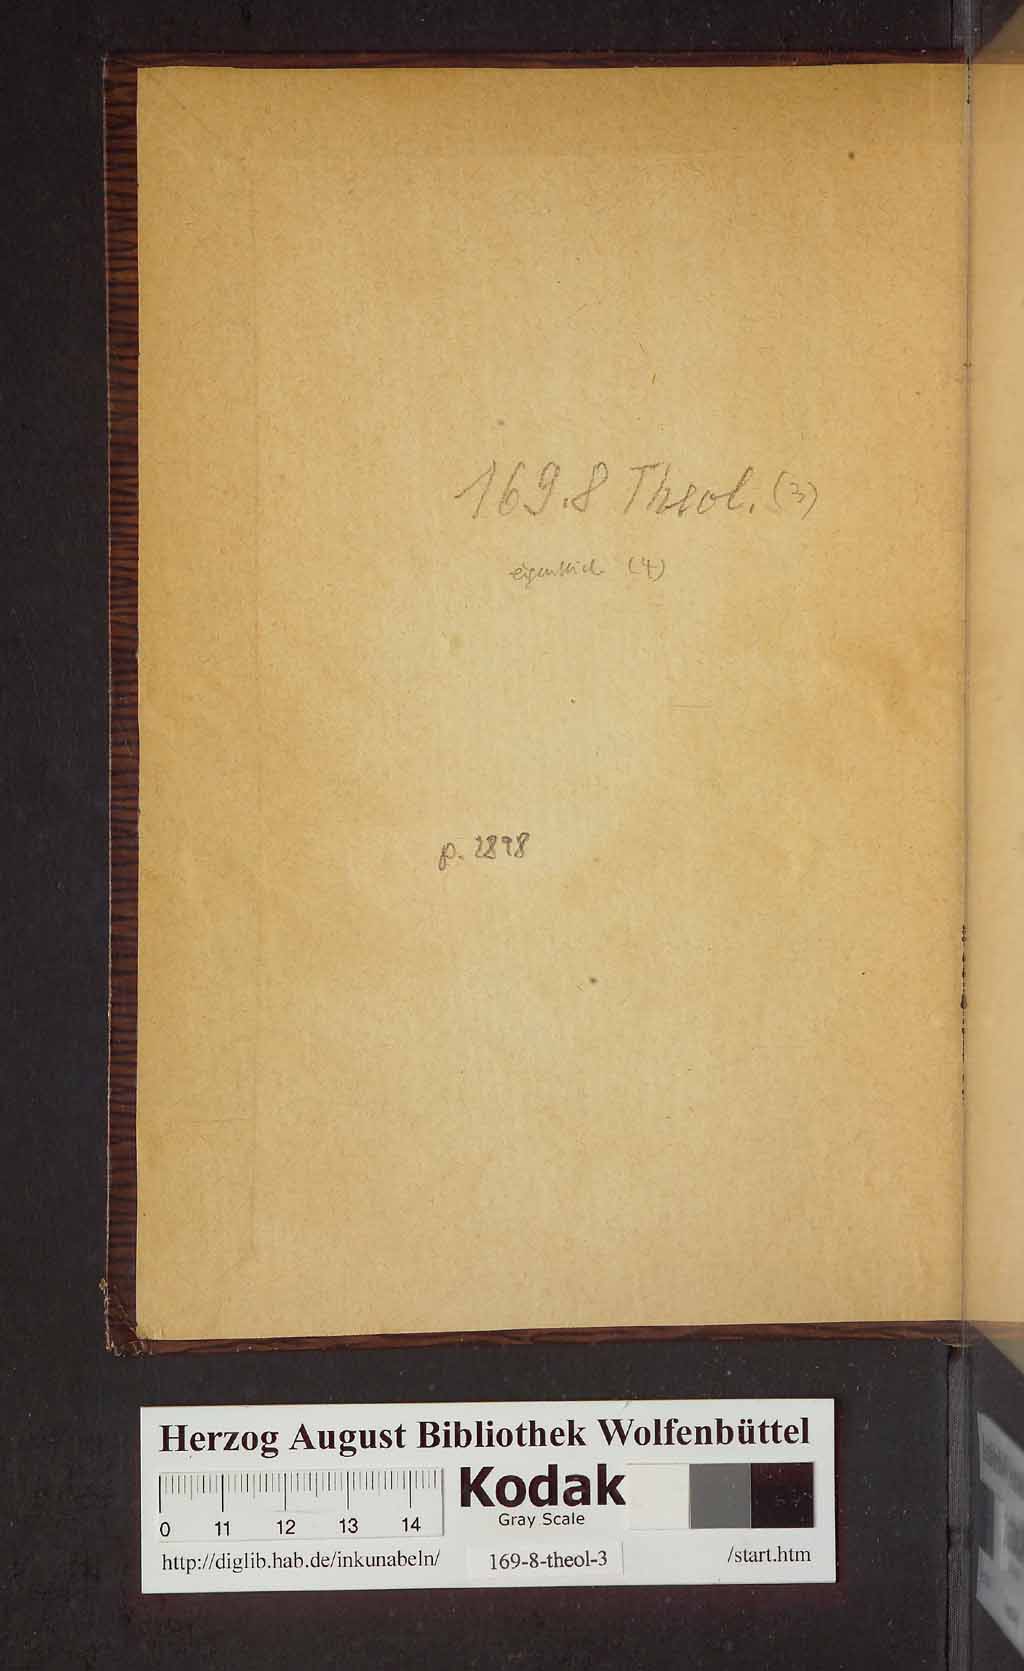 169.8 Theol. (3)
eigentlich (4)
p. 2898
Herzog August Bibliothek Wolfenbüttel
Kodak
Gray Scale
0 11 12 13 14
http://diglib.hab.de/inkunabeln/ 169-8-theol-3 /start.htm